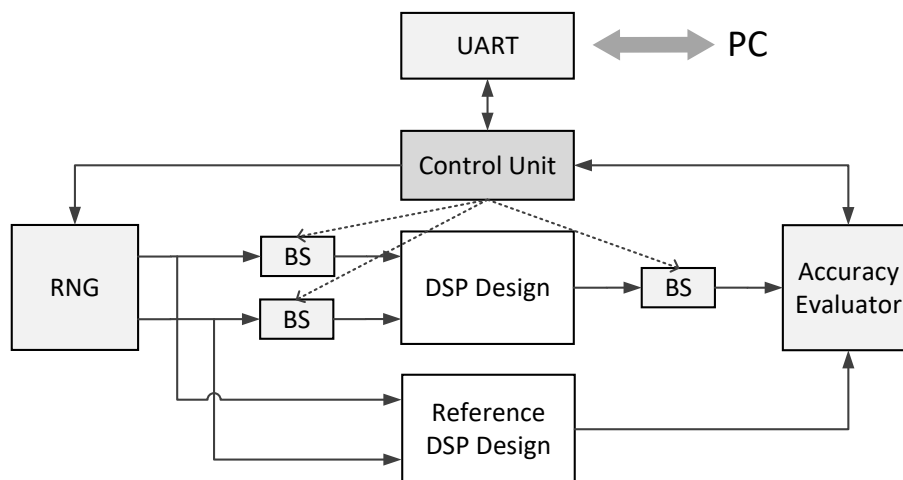 UART
PC
Control Unit
RNG
BS
BS
DSP Design
BS
Accuracy
Evaluator
Reference
DSP Design